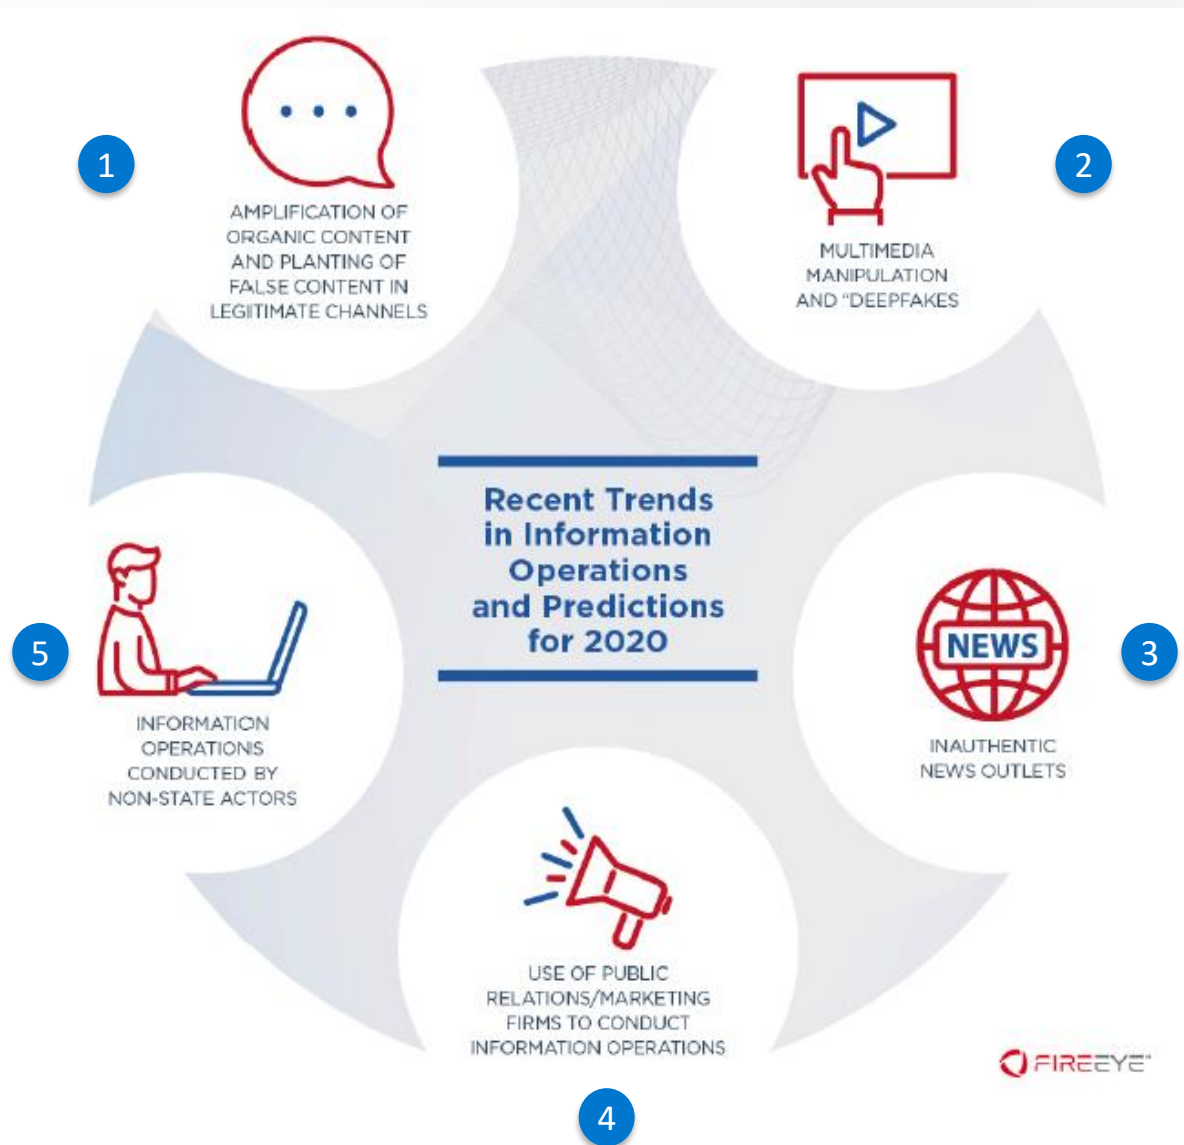 1
AMPLIFICATION OF
ORGANIC CONTENT
AND PLANTING OF
FALSE CONTENT IN
LEGITIMATE CHANNELS
2
MULTIMEDIA
MANIPULATION
AND "DEEPFAKES
Recent Trends
in Information
Operations
and Predictions
for 2020
3
NEWS
INAUTHENTIC
NEWS OUTLETS
5
INFORMATION
OPERATIONS
CONDUCTED BY
NON-STATE ACTORS
USE OF PUBLIC
RELATIONS/MARKETING
FIRMS TO CONDUCT
INFORMATION OPERATIONS
4
FIREEYE™